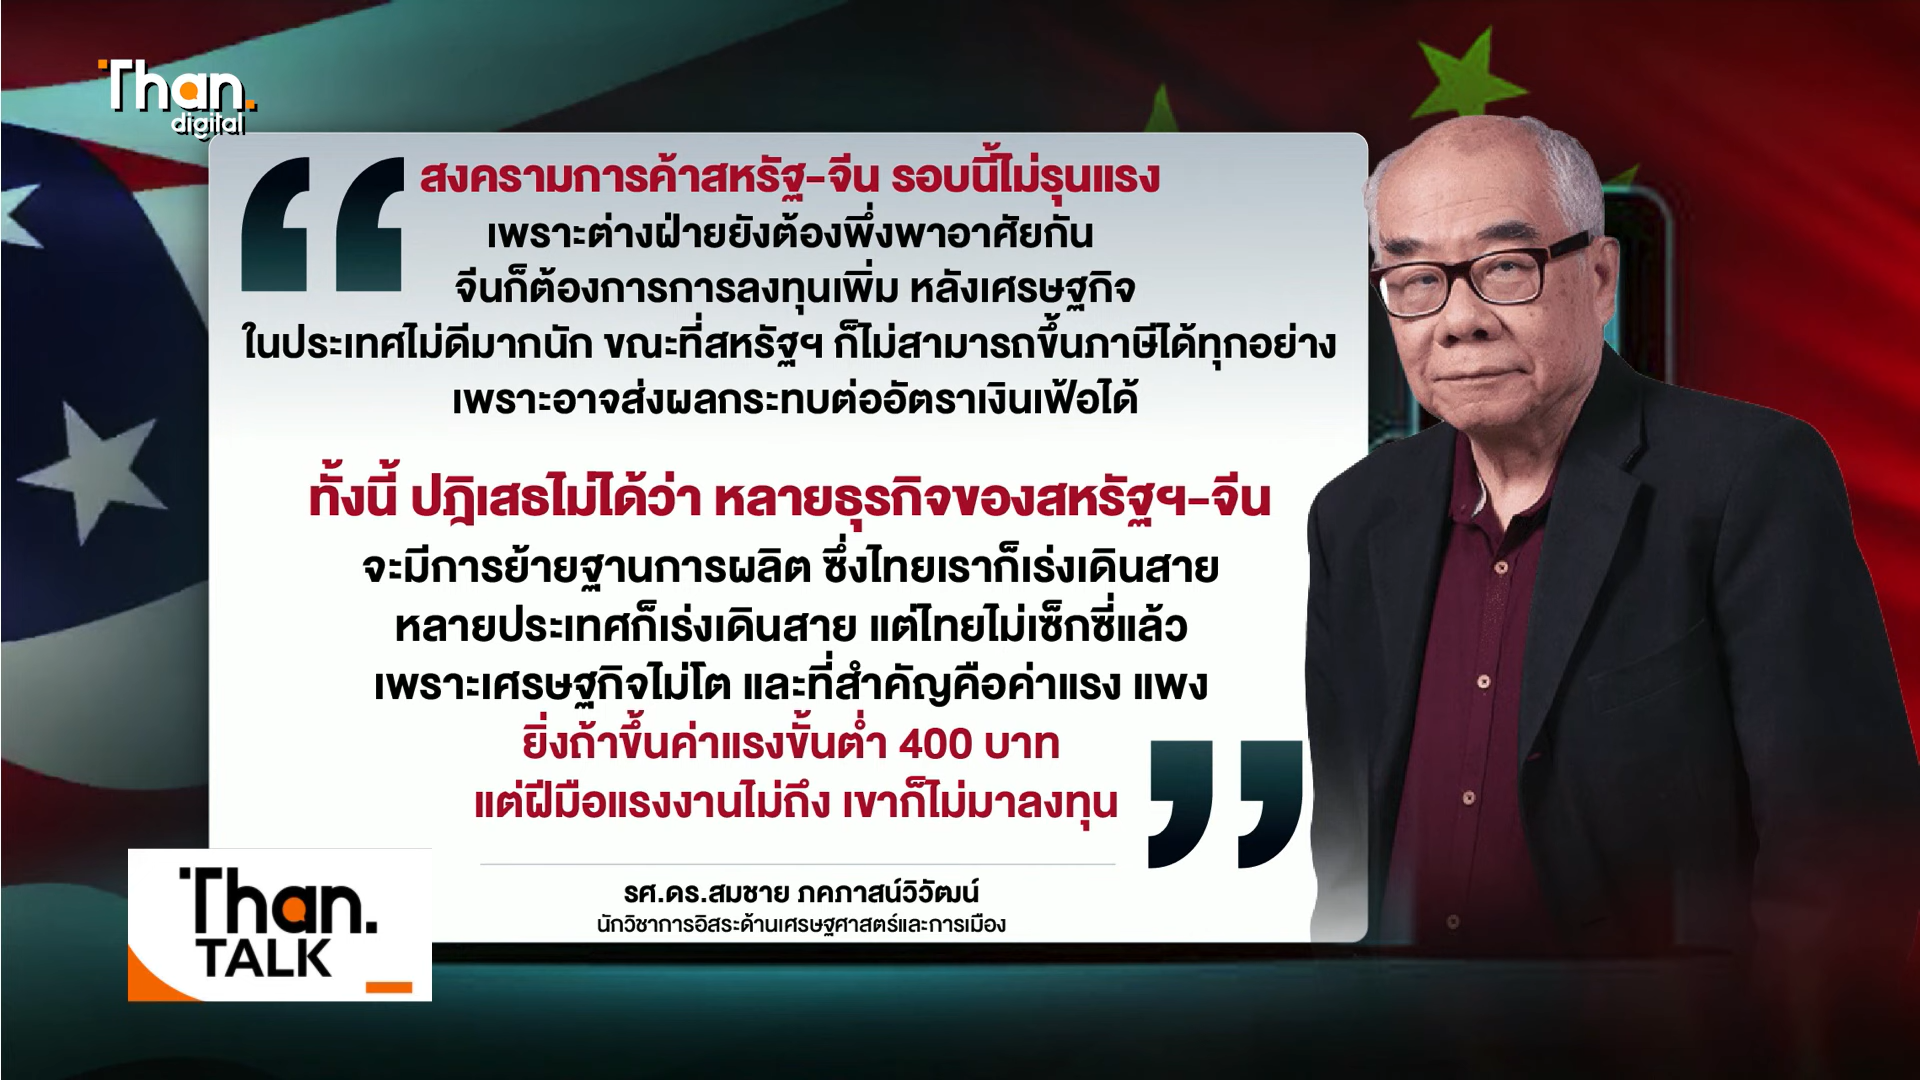 Than.
digital
สงครามการค้าสหรัฐ-จีน รอบนี้ไม่รุนแรง
เพราะต่างฝ่ายยังต้องพึ่งพาอาศัยกัน
จีนก็ต้องการการลงทุนเพิ่ม หลังเศรษฐกิจ
ในประเทศไม่ดีมากนัก ขณะที่สหรัฐฯ ก็ไม่สามารถขึ้นภาษีได้ทุกอย่าง
เพราะอาจส่งผลกระทบต่ออัตราเงินเฟ้อได้
ทั้งนี้ ปฎิเสธไม่ได้ว่า หลายธุรกิจของสหรัฐฯ-จีน
จะมีการย้ายฐานการผลิต ซึ่งไทยเราก็เร่งเดินสาย
หลายประเทศก็เร่งเดินสาย แต่ไทยไม่เซ็กซี่แล้ว
เพราะเศรษฐกิจไม่โต และที่สำคัญคือค่าแรง แพง
ยิ่งถ้าขึ้นค่าแรงขั้นต่ำ 400 บาท
แต่ฝีมือแรงงานไม่ถึง เขาก็ไม่มาลงทุน
รศ.ดร.สมชาย ภคภาสน์วิวัฒน์
นักวิชาการอิสระด้านเศรษฐศาสตร์และการเมือง
Than.
TALK